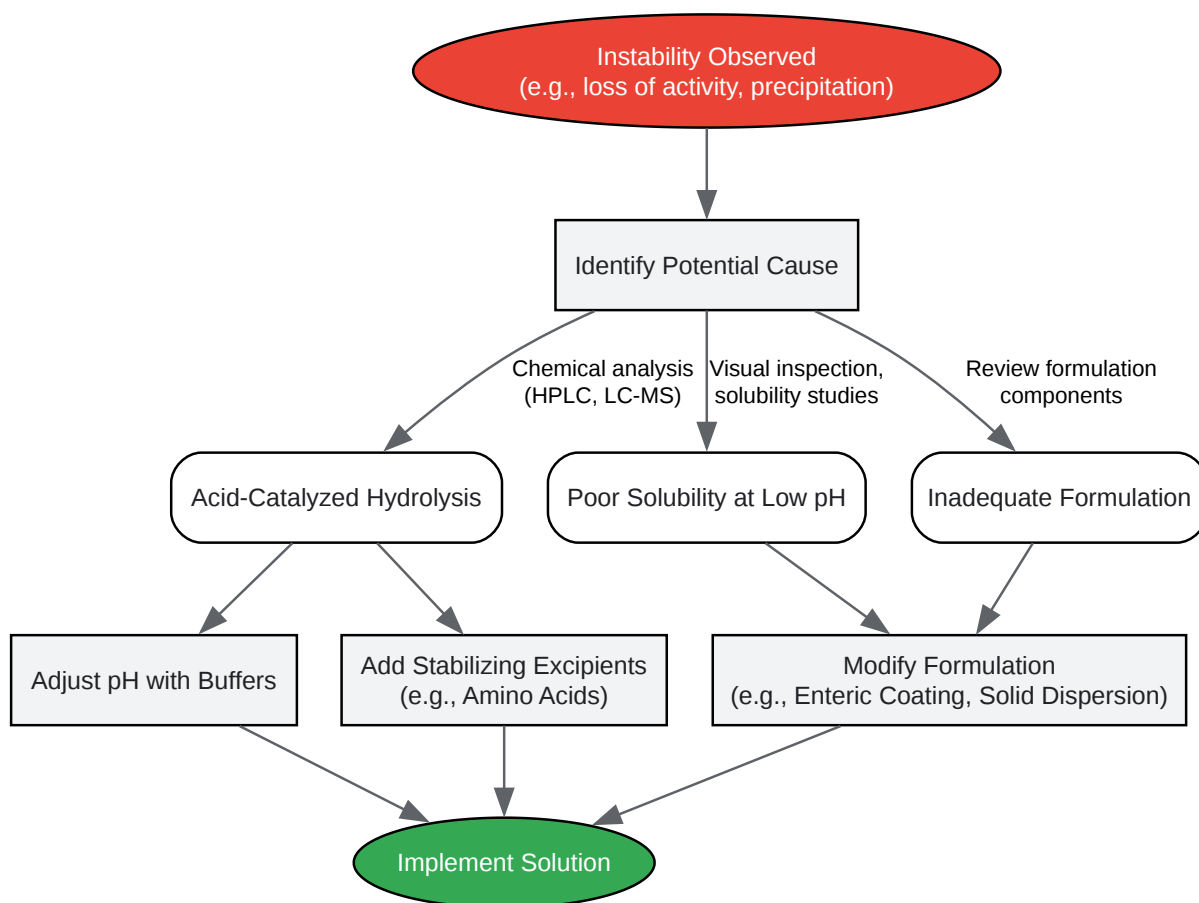 Instability Observed
(e.g., loss of activity, precipitation)
Identify Potential Cause
Chemical analysis
(HPLC, LC-MS)
Visual inspection,
solubility studies
Review formulation
components
Acid-Catalyzed Hydrolysis
Poor Solubility at Low pH
Inadequate Formulation
Adjust pH with Buffers
Add Stabilizing Excipients
(e.g., Amino Acids)
Modify Formulation
(e.g., Enteric Coating, Solid Dispersion)
Implement Solution